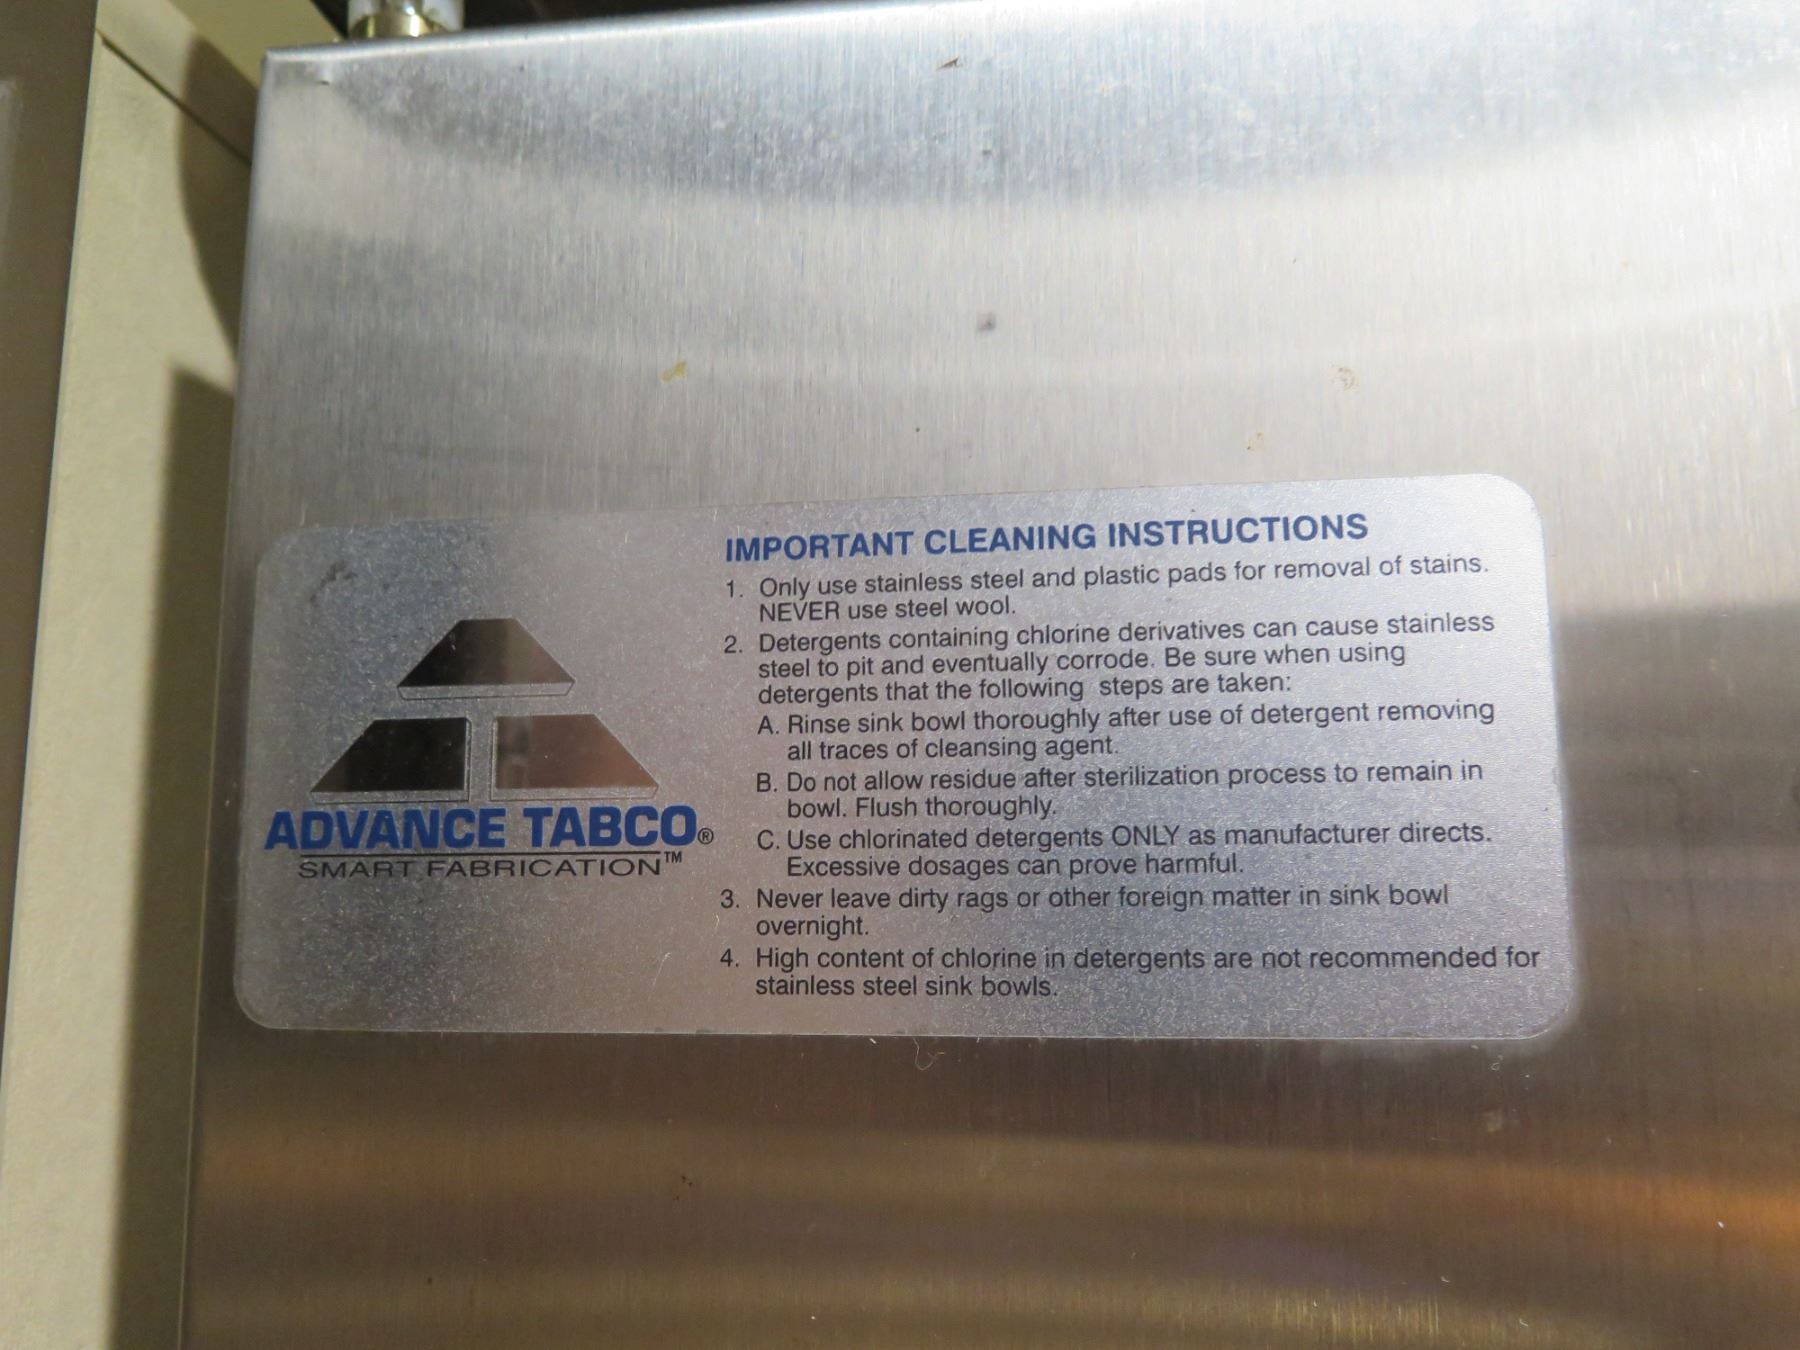 IMPORTANT CLEANING INSTRUCTIONS
1. Only use stainless steel and plastic pads for removal of stains.
NEVER use steel wool.
2. Detergents containing chlorine derivatives can cause stainless
steel to pit and eventually corrode. Be sure when using
detergents that the following steps are taken:
A. Rinse sink bowl thoroughly after use of detergent removing
all traces of cleansing agent.
B. Do not allow residue after sterilization process to remain in
bowl. Flush thoroughly.
C. Use chlorinated detergents ONLY as manufacturer directs.
Excessive dosages can prove harmful.
3. Never leave dirty rags or other foreign matter in sink bowl
overnight.
4. High content of chlorine in detergents are not recommended for
stainless steel sink bowls.
ADVANCE TABCO®
SMART FABRICATION™